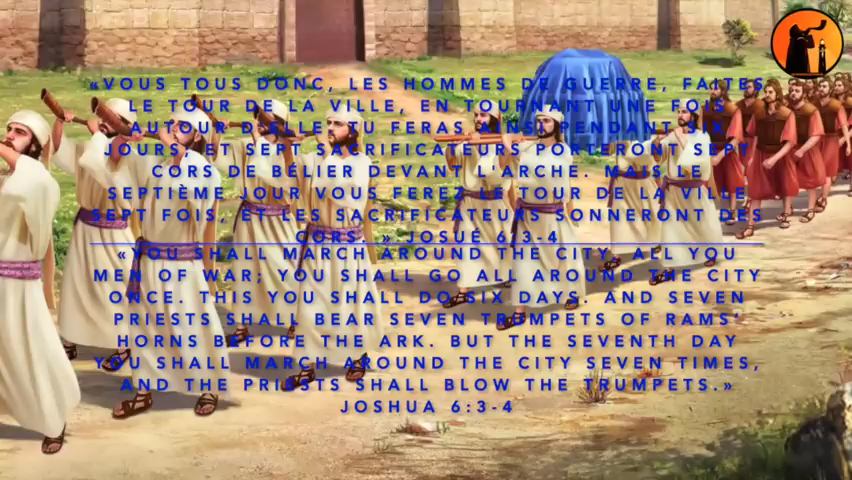 «VOUS TOUS DONC, LES HOMMES DE GUERRE, FAITES
LE TOUR DE LA VILLE, EN TOURNANT UNE FOIS
AUTOUR D'ELLE. TU FERAS AINSI PENDANT SIX
JOURS; ET SEPT SACRIFICATEURS PORTERONT SEPT
CORS DE BÉLIER DEVANT L'ARCHE. MAIS LE
SEPTIÈME JOUR VOUS FEREZ LE TOUR DE LA VILLE
SEPT FOIS, ET LES SACRIFICATEURS SONNERONT DES
CORS. » JOSUÉ 6:3-4
«YOU SHALL MARCH AROUND THE CITY, ALL YOU
MEN OF WAR; YOU SHALL GO ALL AROUND THE CITY
ONCE. THIS YOU SHALL DO SIX DAYS. AND SEVEN
PRIESTS SHALL BEAR SEVEN TRUMPETS OF RAMS'
HORNS BEFORE THE ARK. BUT THE SEVENTH DAY
YOU SHALL MARCH AROUND THE CITY SEVEN TIMES,
AND THE PRIESTS SHALL BLOW THE TRUMPETS.»
JOSHUA 6:3-4